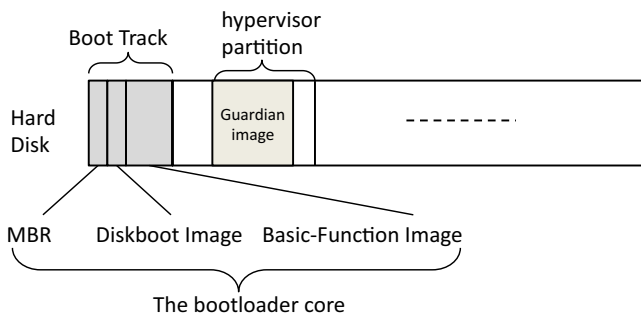 hypervisor
partition
Boot Track
Hard
Disk
Guardian
image
MBR
Diskboot Image
Basic-Function Image
The bootloader core